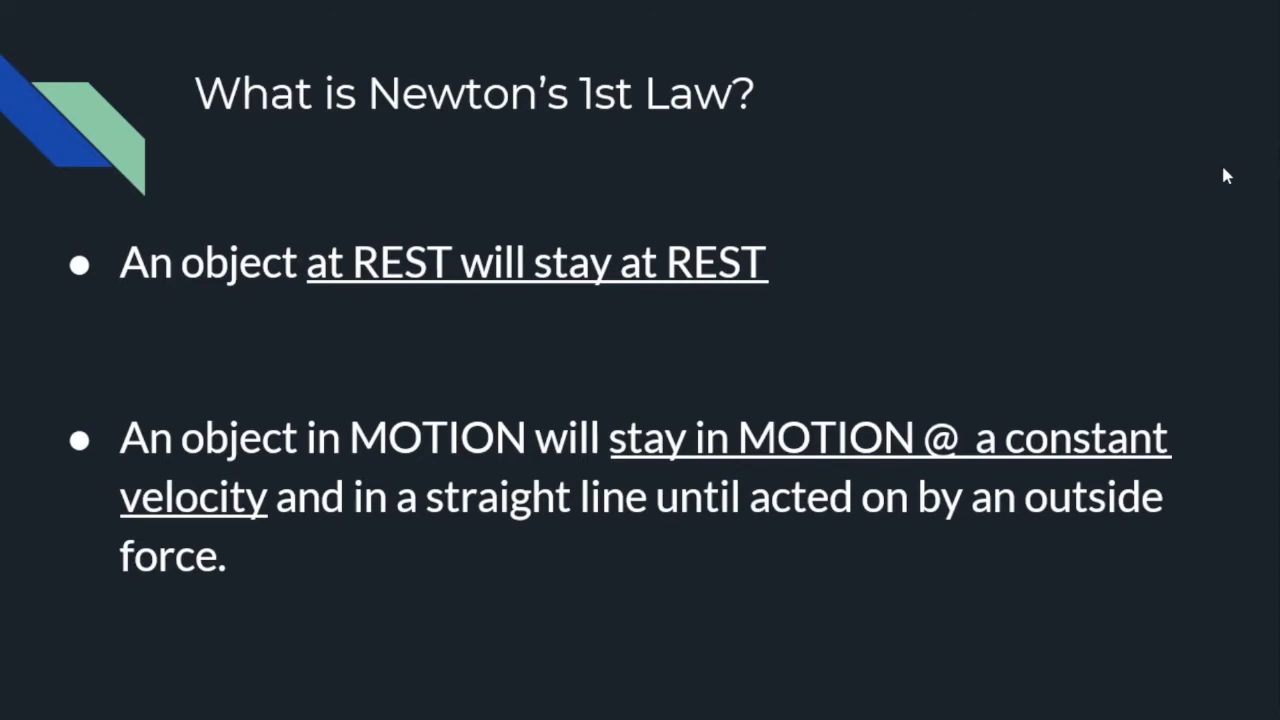 What is Newton’s 1st Law?
● An object at REST will stay at REST
● An object in MOTION will stay in MOTION @  a constant
velocity and in a straight line until acted on by an outside
force.